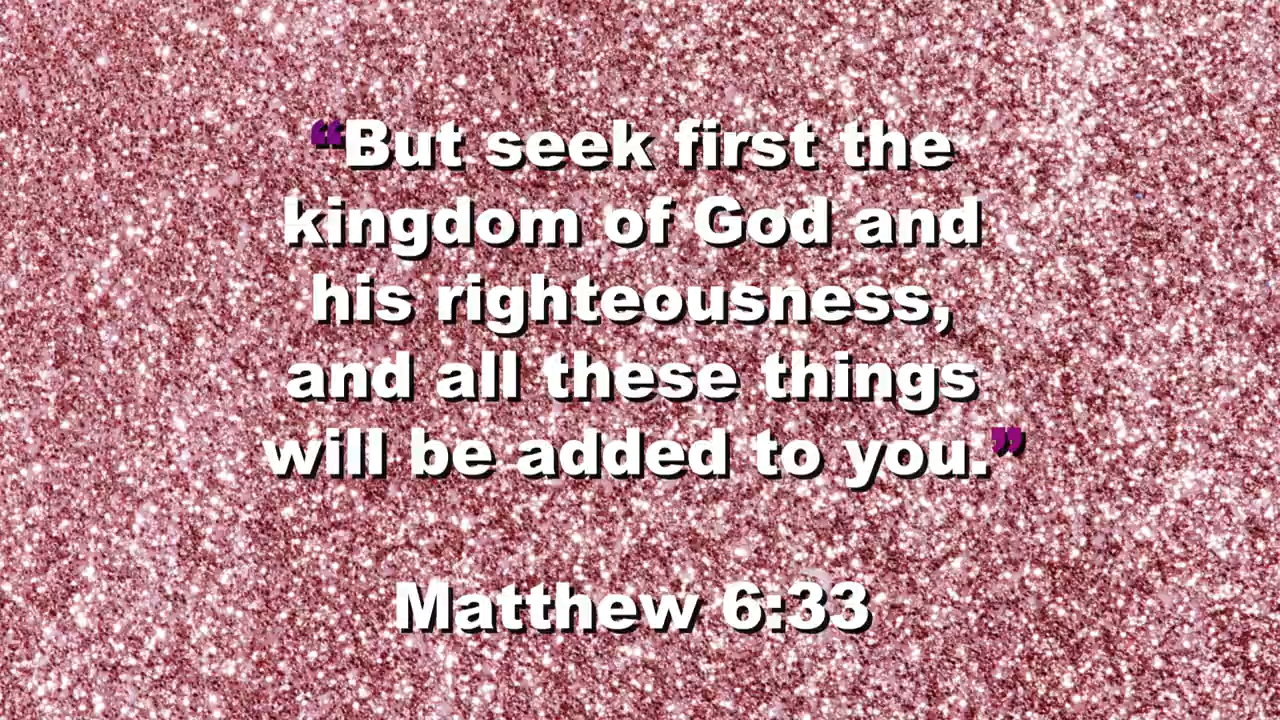 “But seek first the
kingdom of God and
his righteousness,
and all these things
will be added to you.”
Matthew 6:33